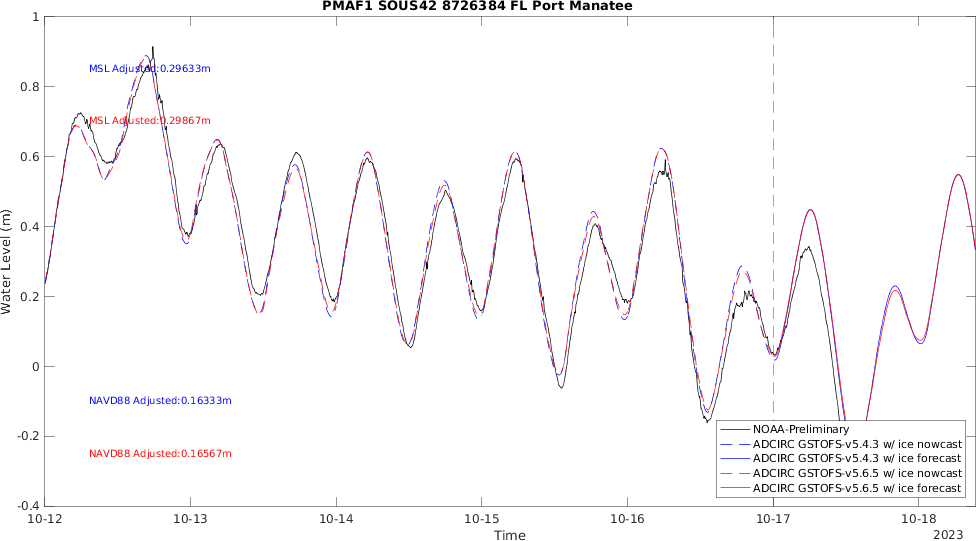 PMAF1 SOUS42 8726384 FL Port Manatee
1
0.8
0.6
0.4
0.2
0
-0.2
-0.4
Water Level (m)
MSL Adjusted:0.29633m
MSL Adjusted:0.29867m
NAVD88 Adjusted:0.16333m
NAVD88 Adjusted:0.16567m
NOAA-Preliminary
ADCIRC GSTOFS-v5.4.3 w/ ice nowcast
ADCIRC GSTOFS-v5.4.3 w/ ice forecast
ADCIRC GSTOFS-v5.6.5 w/ ice nowcast
ADCIRC GSTOFS-v5.6.5 w/ ice forecast
10-12 10-13 10-14 10-15 10-16 10-17 10-18
Time
2023